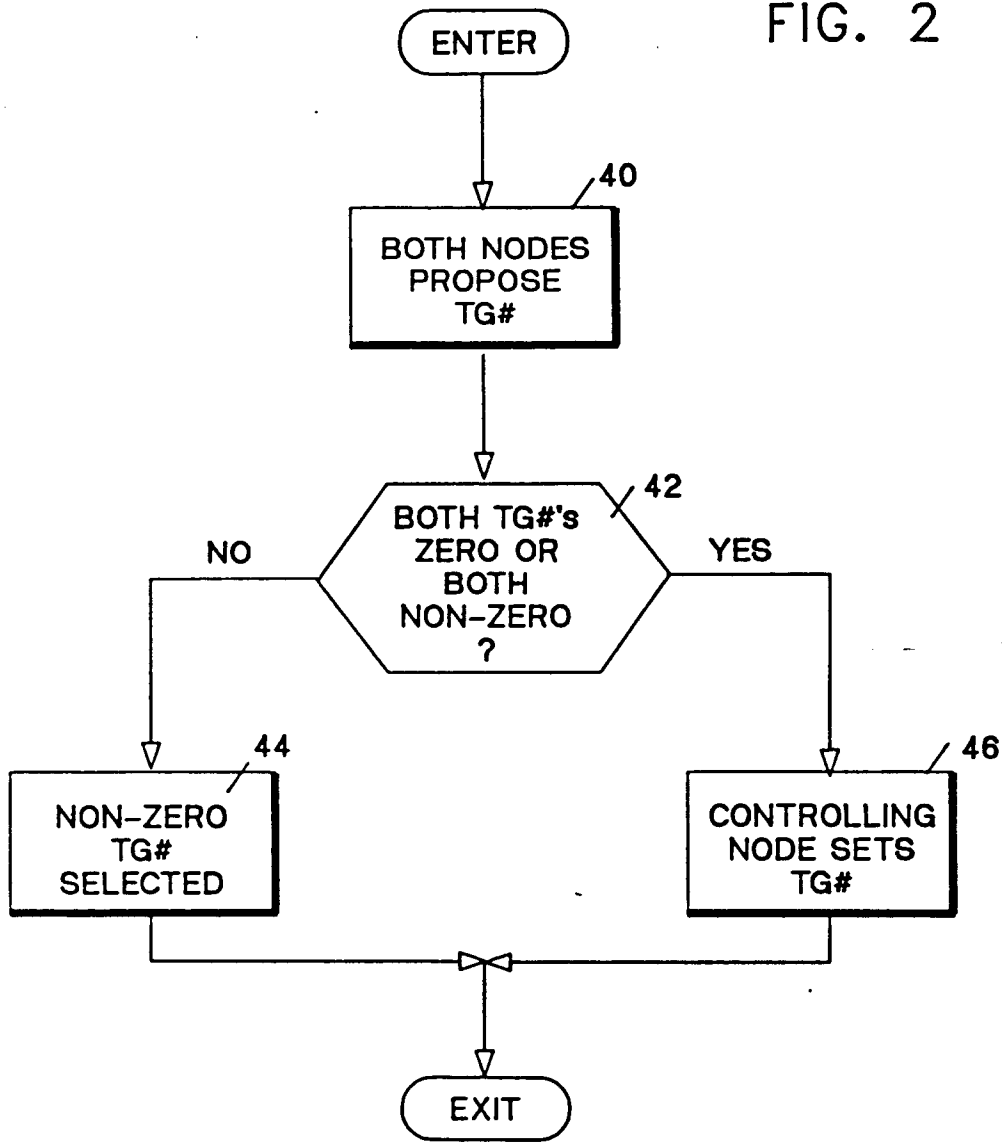 FIG. 2
ENTER
40
BOTH NODES
PROPOSE
TG#
42
BOTH TG#'s
ZERO OR
BOTH
NON-ZERO
?
NO
YES
44
NON-ZERO
TG#
SELECTED
46
CONTROLLING
NODE SETS
TG#
EXIT